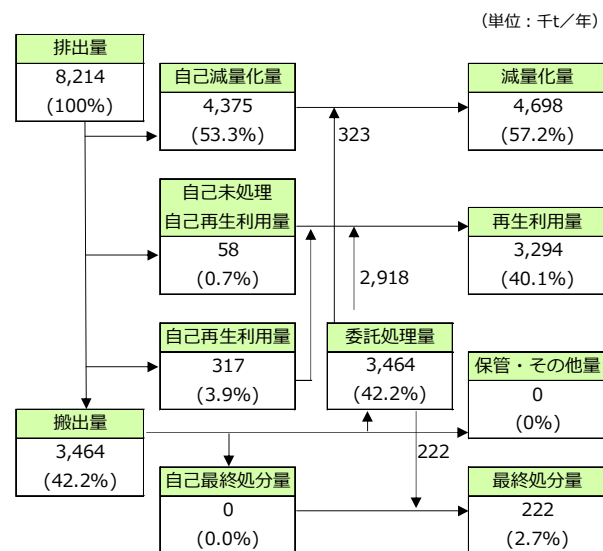 （単位：千t／年）
排出量
8,214
(100%)
自己減量化量
4,375
(53.3%)
減量化量
4,698
(57.2%)
323
自己未処理
自己再生利用量
58
(0.7%)
再生利用量
3,294
(40.1%)
2,918
自己再生利用量
317
(3.9%)
委託処理量
3,464
(42.2%)
保管・その他量
0
(0%)
搬出量
3,464
(42.2%)
222
自己最終処分量
0
(0.0%)
最終処分量
222
(2.7%)